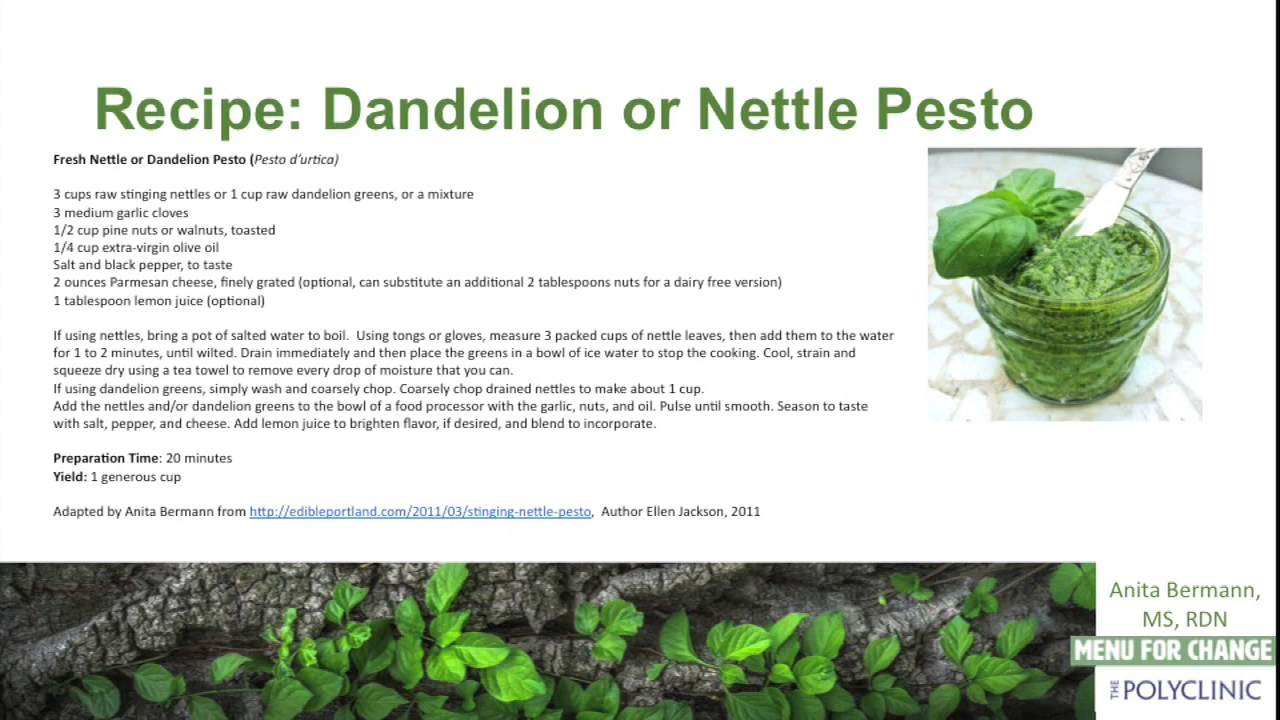 Recipe: Dandelion or Nettle Pesto
Fresh Nettle or Dandelion Pesto (Pesto d'urtica)
3 cups raw stinging nettles or 1 cup raw dandelion greens, or a mixture
3 medium garlic cloves
1/2 cup pine nuts or walnuts, toasted
1/4 cup extra-virgin olive oil
Salt and black pepper, to taste
2 ounces Parmesan cheese, finely grated (optional, can substitute an additional 2 tablespoons nuts for a dairy free version)
1 tablespoon lemon juice (optional)
If using nettles, bring a pot of salted water to boil.  Using tongs or gloves, measure 3 packed cups of nettle leaves, then add them to the water
for 1 to 2 minutes, until wilted. Drain immediately and then place the greens in a bowl of ice water to stop the cooking. Cool, strain and
squeeze dry using a tea towel to remove every drop of moisture that you can.
If using dandelion greens, simply wash and coarsely chop. Coarsely chop drained nettles to make about 1 cup.
Add the nettles and/or dandelion greens to the bowl of a food processor with the garlic, nuts, and oil. Pulse until smooth. Season to taste
with salt, pepper, and cheese. Add lemon juice to brighten flavor, if desired, and blend to incorporate.
Preparation Time: 20 minutes
Yield: 1 generous cup
Adapted by Anita Bermann from http://edibleportland.com/2011/03/stinging-nettle-pesto,  Author Ellen Jackson, 2011
Anita Bermann,
MS, RDN
MENU FOR CHANGE
THE POLYCLINIC